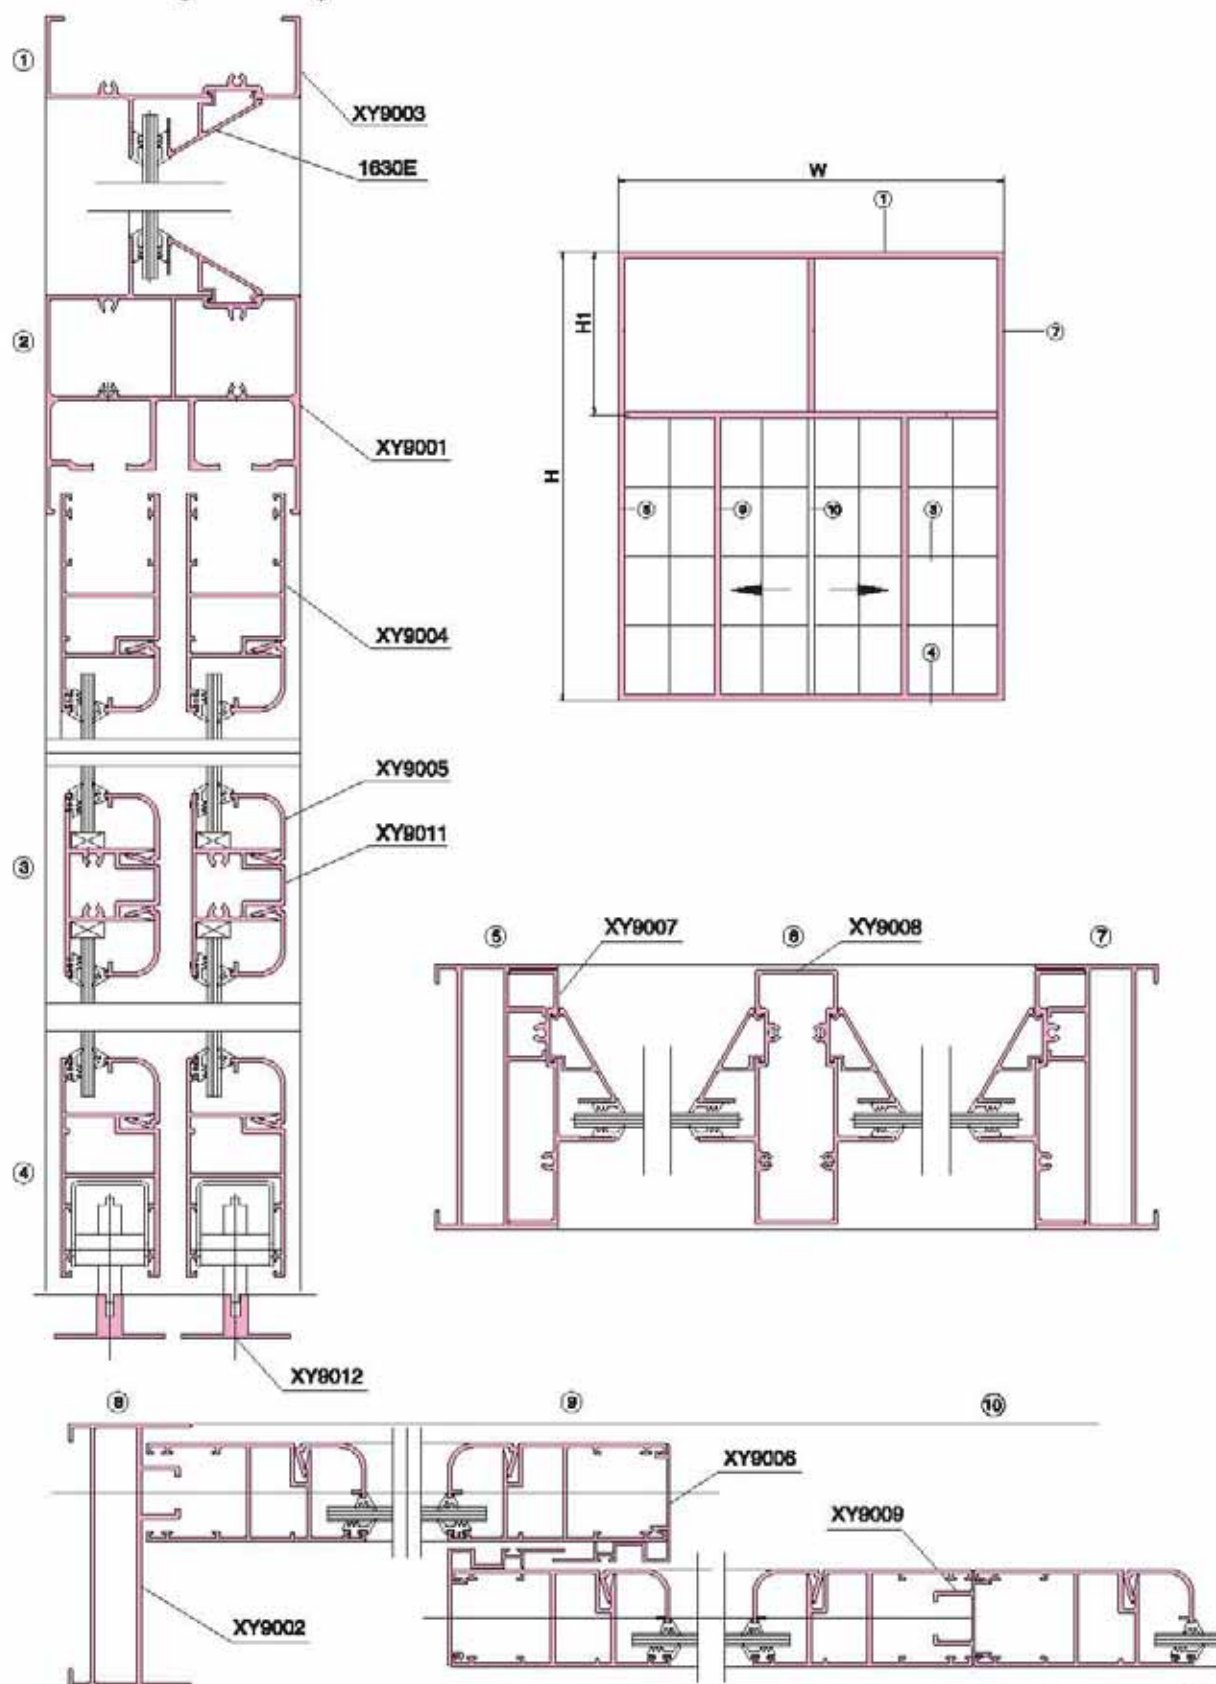 ①
XY9003
1630E
W
①
H1
②
⑦
XY9001
H
⑧
⑨
⑩
③
XY9004
④
XY9005
XY9011
③
⑤
XY9007
⑥
XY9008
⑦
④
XY9012
⑧
⑨
⑩
XY9006
XY9009
XY9002